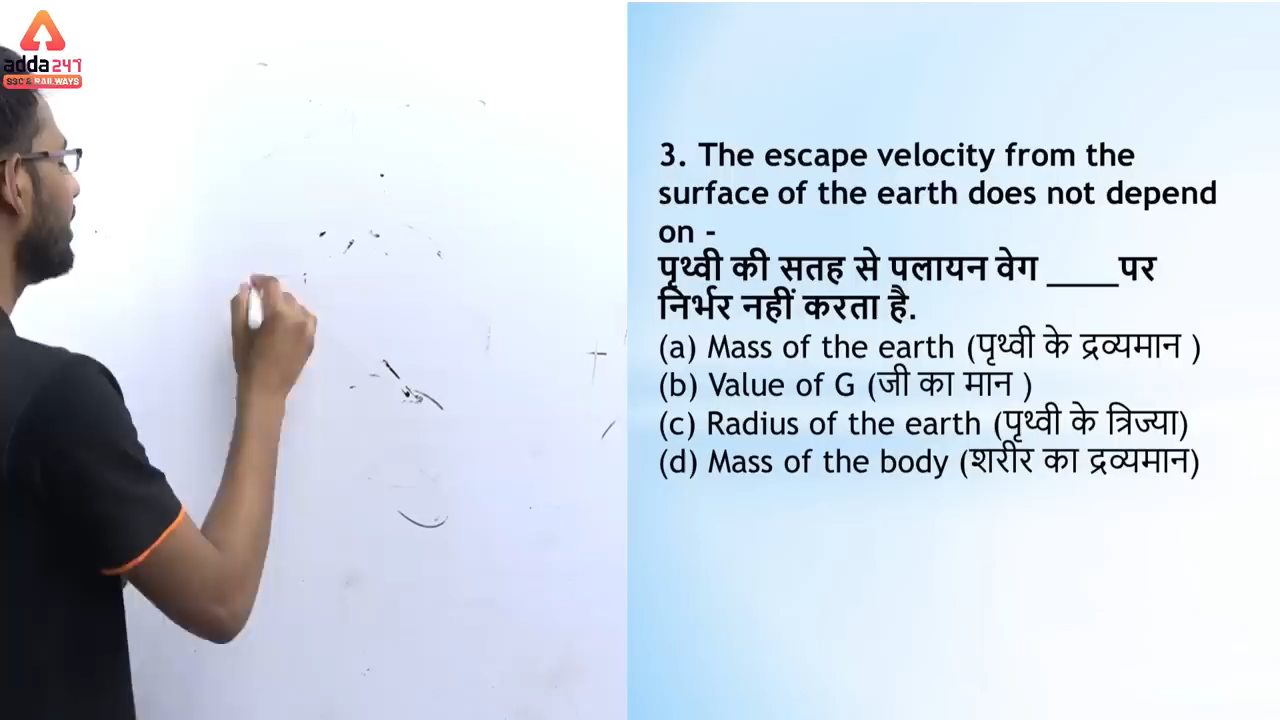 adda247
SSC & RAILWAYS
3. The escape velocity from the
surface of the earth does not depend
on -
पृथ्वी की सतह से पलायन वेग ____पर
निर्भर नहीं करता है.
(a) Mass of the earth (पृथ्वी के द्रव्यमान )
(b) Value of G (जी का मान )
(c) Radius of the earth (पृथ्वी के त्रिज्या)
(d) Mass of the body (शरीर का द्रव्यमान)